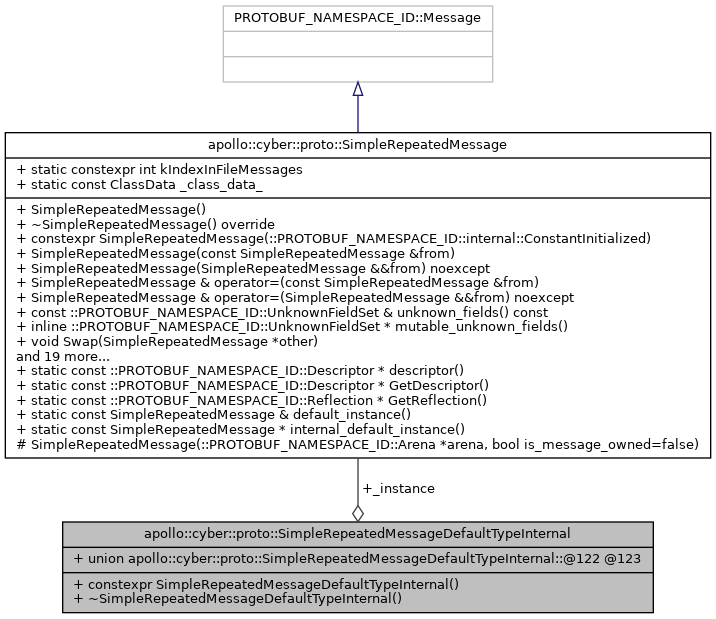 PROTOBUF_NAMESPACE_ID::Message
apollo::cyber::proto::SimpleRepeatedMessage
+ static constexpr int kIndexInFileMessages
+ static const ClassData _class_data_
+ SimpleRepeatedMessage()
+ ~SimpleRepeatedMessage() override
+ constexpr SimpleRepeatedMessage(::PROTOBUF_NAMESPACE_ID::internal::ConstantInitialized)
+ SimpleRepeatedMessage(const SimpleRepeatedMessage &from)
+ SimpleRepeatedMessage(SimpleRepeatedMessage &&from) noexcept
+ SimpleRepeatedMessage & operator=(const SimpleRepeatedMessage &from)
+ SimpleRepeatedMessage & operator=(SimpleRepeatedMessage &&from) noexcept
+ const ::PROTOBUF_NAMESPACE_ID::UnknownFieldSet & unknown_fields() const
+ inline ::PROTOBUF_NAMESPACE_ID::UnknownFieldSet * mutable_unknown_fields()
+ void Swap(SimpleRepeatedMessage *other)
and 19 more...
+ static const ::PROTOBUF_NAMESPACE_ID::Descriptor * descriptor()
+ static const ::PROTOBUF_NAMESPACE_ID::Descriptor * GetDescriptor()
+ static const ::PROTOBUF_NAMESPACE_ID::Reflection * GetReflection()
+ static const SimpleRepeatedMessage & default_instance()
+ static const SimpleRepeatedMessage * internal_default_instance()
# SimpleRepeatedMessage(::PROTOBUF_NAMESPACE_ID::Arena *arena, bool is_message_owned=false)
+_instance
apollo::cyber::proto::SimpleRepeatedMessageDefaultTypeInternal
+ union apollo::cyber::proto::SimpleRepeatedMessageDefaultTypeInternal::@122 @123
+ constexpr SimpleRepeatedMessageDefaultTypeInternal()
+ ~SimpleRepeatedMessageDefaultTypeInternal()